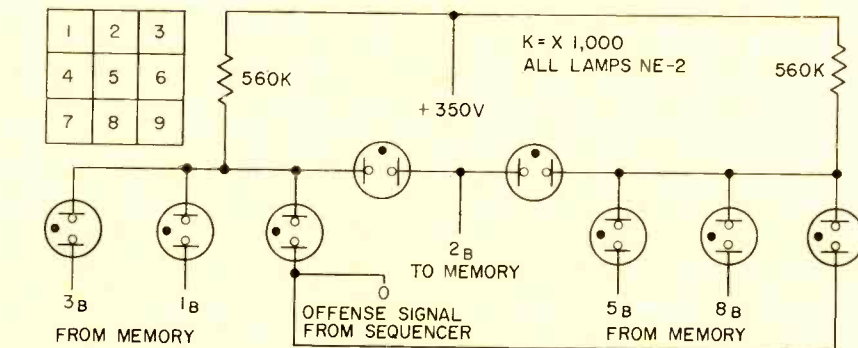 1 2 3
4 5 6
7 8 9
560K
+350V
K = X 1,000
ALL LAMPS NE-2
560K
3B
1B
FROM MEMORY
0
OFFENSE SIGNAL
FROM SEQUENCER
2B
TO MEMORY
5B
8B
FROM MEMORY